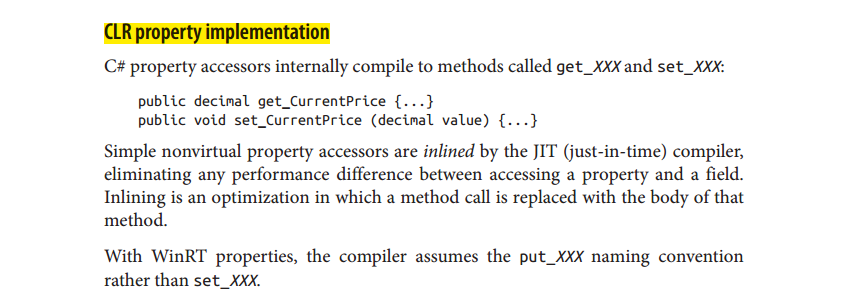 CLR property implementation
C# property accessors internally compile to methods called get_XXX and set_XXX:
public decimal get_CurrentPrice {...}
public void set_CurrentPrice (decimal value) {...}
Simple nonvirtual property accessors are inlined by the JIT (just-in-time) compiler,
eliminating any performance difference between accessing a property and a field.
Inlining is an optimization in which a method call is replaced with the body of that
method.
With WinRT properties, the compiler assumes the put_XXX naming convention
rather than set_XXX.